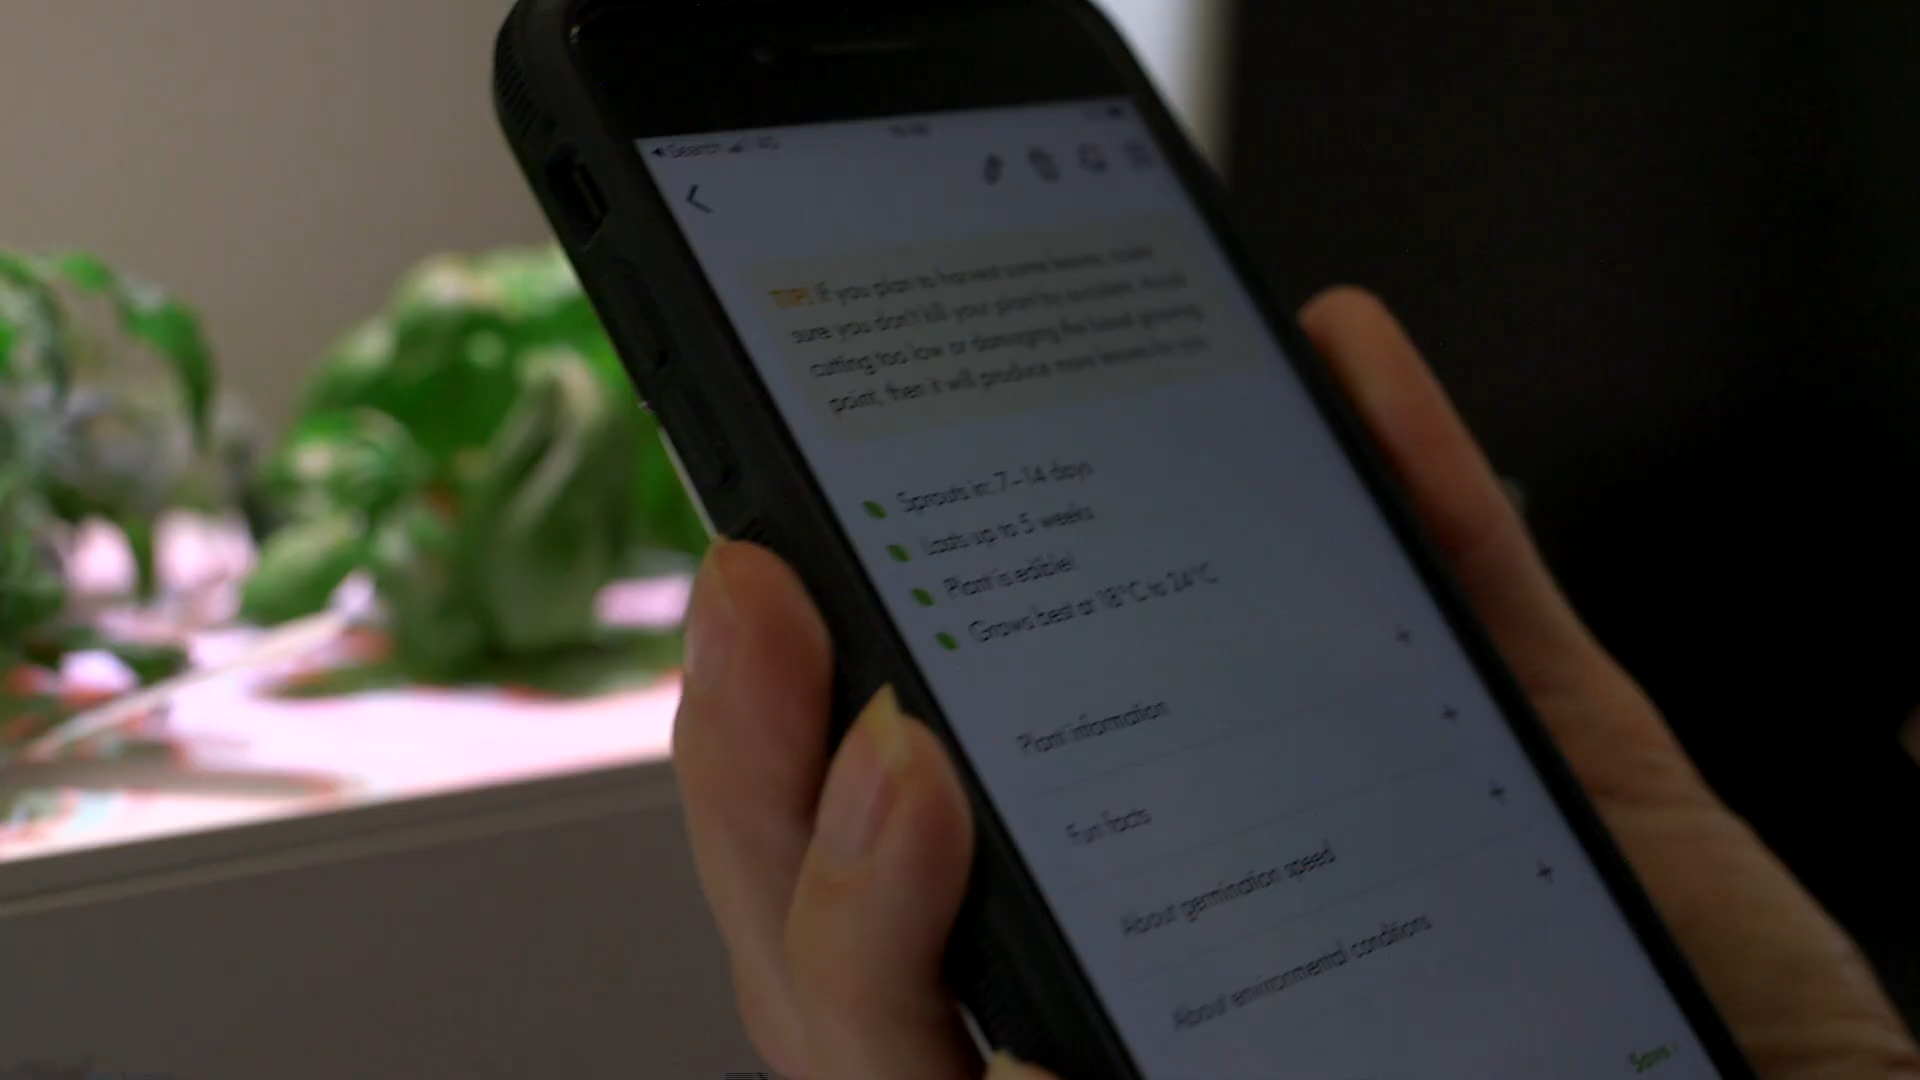 Search
TIP! If you plan to harvest some leaves, make
sure you don't kill your plant by accident. Avoid
cutting too low or damaging the lowest growing
point, then it will produce more leaves for you
Sprouts in: 7–14 days
Lasts up to 5 weeks
Plant is edible!
Grows best at 18°C to 24°C
Plant information
Fun facts
About germination speed
About environmental conditions
Save